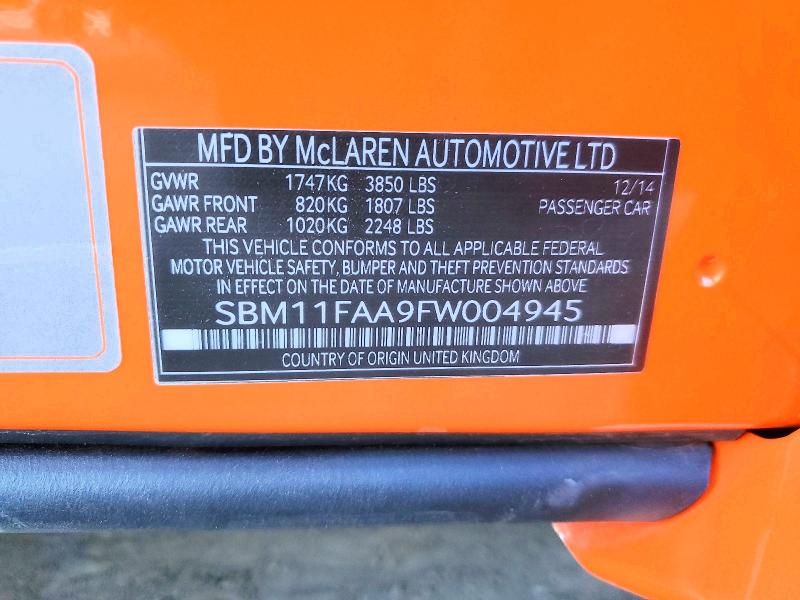 MFD BY McLAREN AUTOMOTIVE LTD
GVWR 1747KG 3850 LBS 12/14
GAWR FRONT 820KG 1807 LBS PASSENGER CAR
GAWR REAR 1020KG 2248 LBS
THIS VEHICLE CONFORMS TO ALL APPLICABLE FEDERAL
MOTOR VEHICLE SAFETY, BUMPER AND THEFT PREVENTION STANDARDS
IN EFFECT ON THE DATE OF MANUFACTURE SHOWN ABOVE
SBM11FAA9FW004945
COUNTRY OF ORIGIN UNITED KINGDOM